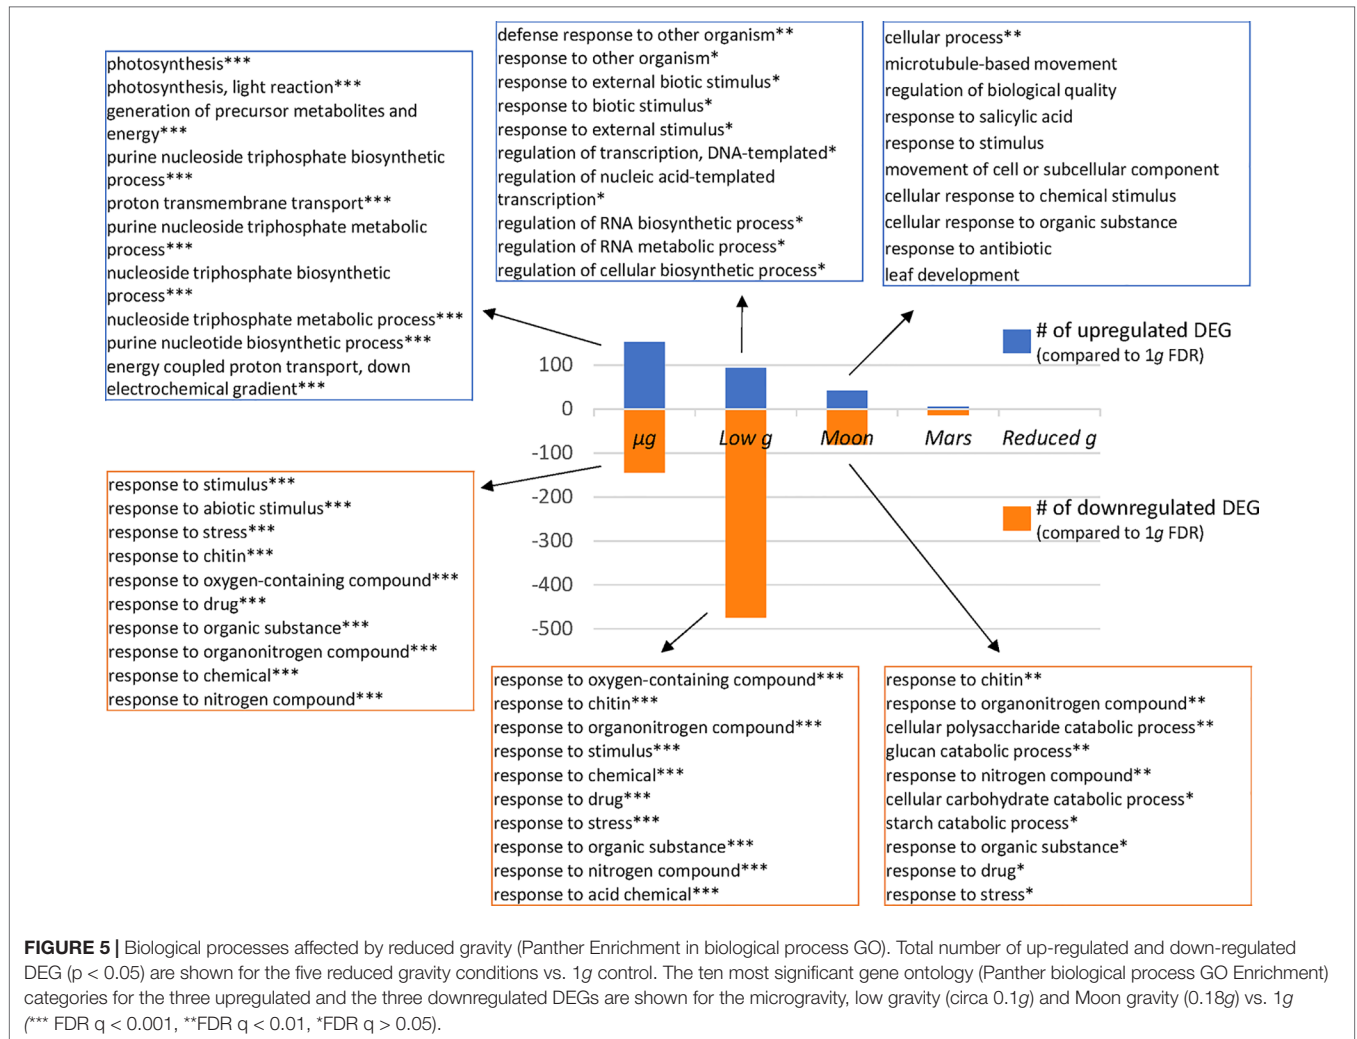 photosynthesis***
photosynthesis, light reaction***
generation of precursor metabolites and
energy***
purine nucleoside triphosphate biosynthetic
process***
proton transmembrane transport***
purine nucleoside triphosphate metabolic
process***
nucleoside triphosphate biosynthetic
process***
nucleoside triphosphate metabolic process***
purine nucleotide biosynthetic process***
energy coupled proton transport, down
electrochemical gradient***
defense response to other organism**
response to other organism*
response to external biotic stimulus*
response to biotic stimulus*
response to external stimulus*
regulation of transcription, DNA-templated*
regulation of nucleic acid-templated
transcription*
regulation of RNA biosynthetic process*
regulation of RNA metabolic process*
regulation of cellular biosynthetic process*
cellular process**
microtubule-based movement
regulation of biological quality
response to salicylic acid
response to stimulus
movement of cell or subcellular component
cellular response to chemical stimulus
cellular response to organic substance
response to antibiotic
leaf development
# of upregulated DEG
(compared to 1g FDR)
100
0
-100
-200
-300
-400
-500
µg
Low g
Moon
Mars
Reduced g
# of downregulated DEG
(compared to 1g FDR)
response to stimulus***
response to abiotic stimulus***
response to stress***
response to chitin***
response to oxygen-containing compound***
response to drug***
response to organic substance***
response to organonitrogen compound***
response to chemical***
response to nitrogen compound***
response to oxygen-containing compound***
response to chitin***
response to organonitrogen compound***
response to stimulus***
response to chemical***
response to drug***
response to stress***
response to organic substance***
response to nitrogen compound***
response to acid chemical***
response to chitin**
response to organonitrogen compound**
cellular polysaccharide catabolic process**
glucan catabolic process**
response to nitrogen compound**
cellular carbohydrate catabolic process*
starch catabolic process*
response to organic substance*
response to drug*
response to stress*
FIGURE 5 | Biological processes affected by reduced gravity (Panther Enrichment in biological process GO). Total number of up-regulated and down-regulated
DEG (p < 0.05) are shown for the five reduced gravity conditions vs. 1g control. The ten most significant gene ontology (Panther biological process GO Enrichment)
categories for the three upregulated and the three downregulated DEGs are shown for the microgravity, low gravity (circa 0.1g) and Moon gravity (0.18g) vs. 1g
(*** FDR q < 0.001, **FDR q < 0.01, *FDR q > 0.05).